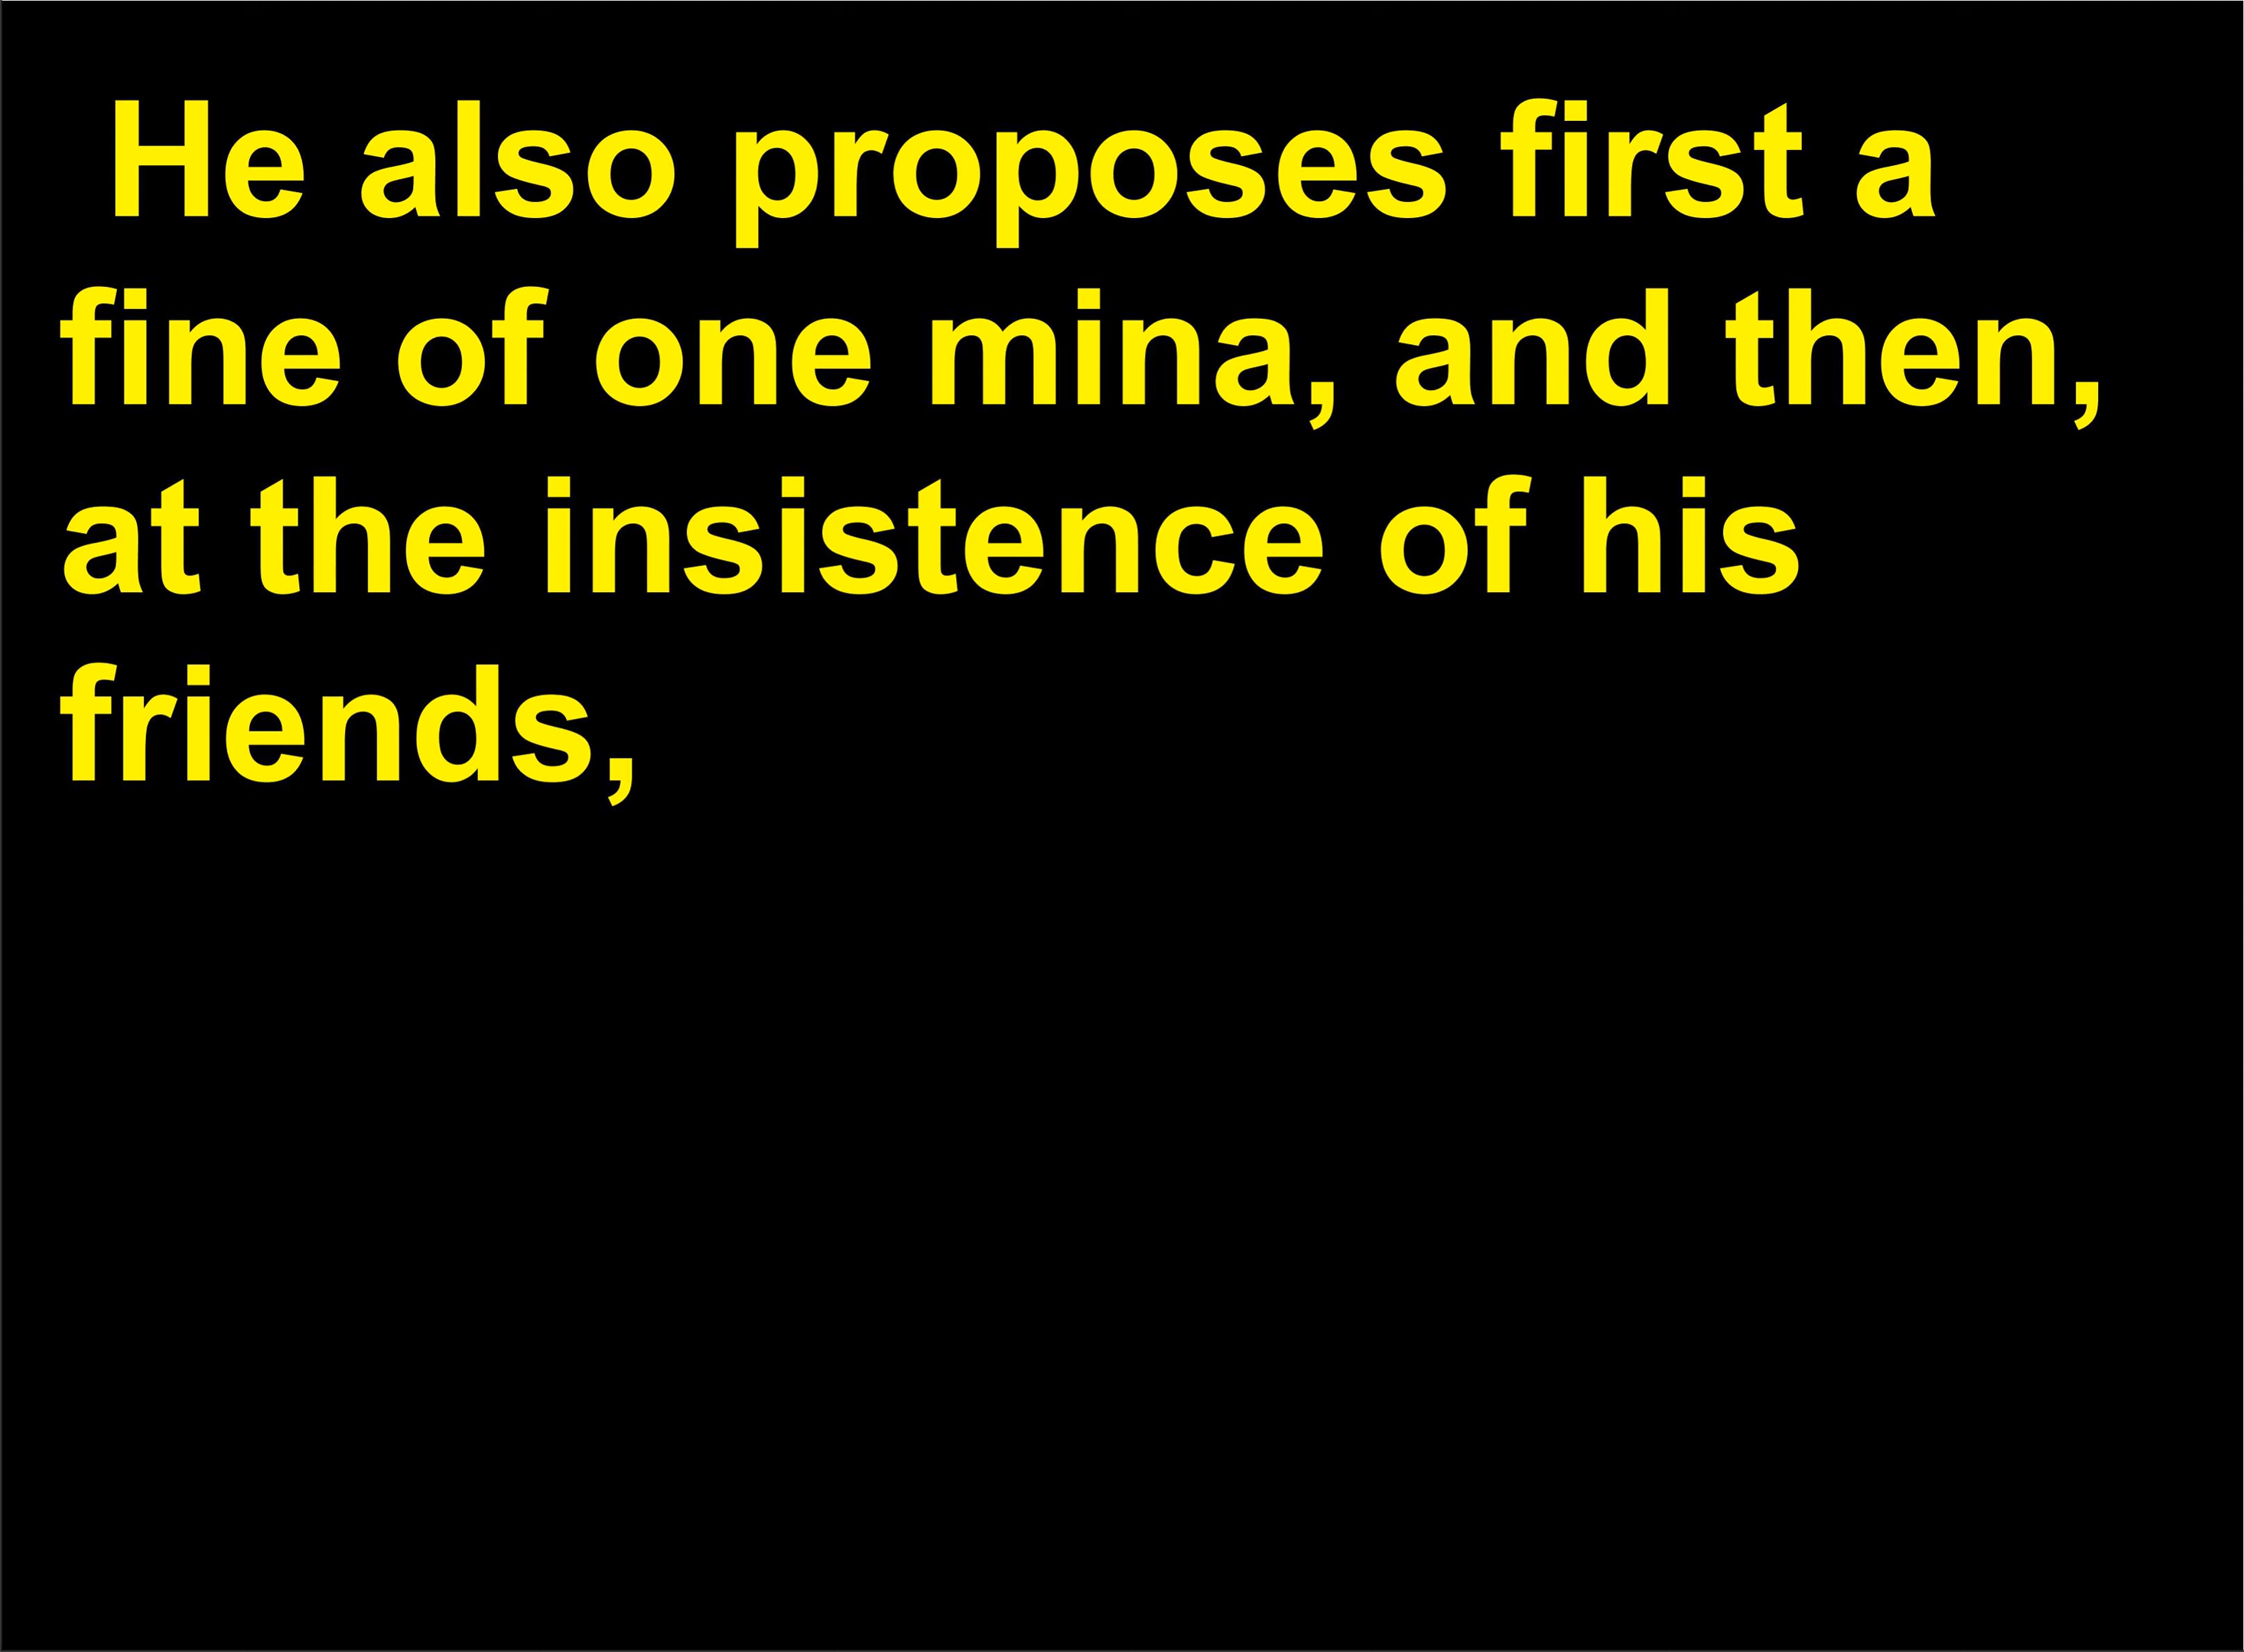 He also proposes first a
fine of one mina, and then,
at the insistence of his
friends,